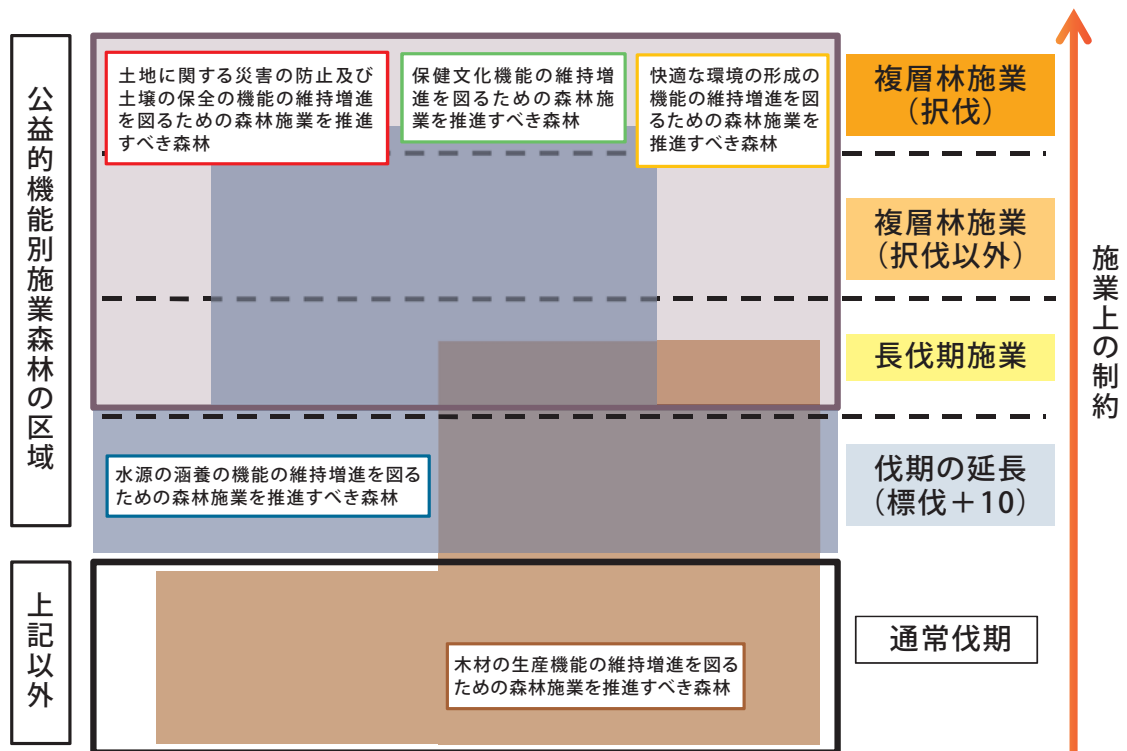 公益的機能別施業森林の区域
土地に関する災害の防止及び
土壌の保全の機能の維持増進
を図るための森林施業を推進
すべき森林
保健文化機能の維持増
進を図るための森林施
業を推進すべき森林
快適な環境の形成の
機能の維持増進を図
るための森林施業を
推進すべき森林
複層林施業
（択伐）
複層林施業
（択伐以外）
長伐期施業
水源の涵養の機能の維持増進を図る
ための森林施業を推進すべき森林
伐期の延長
（標伐＋10）
施業上の制約
上記以外
木材の生産機能の維持増進を図る
ための森林施業を推進すべき森林
通常伐期